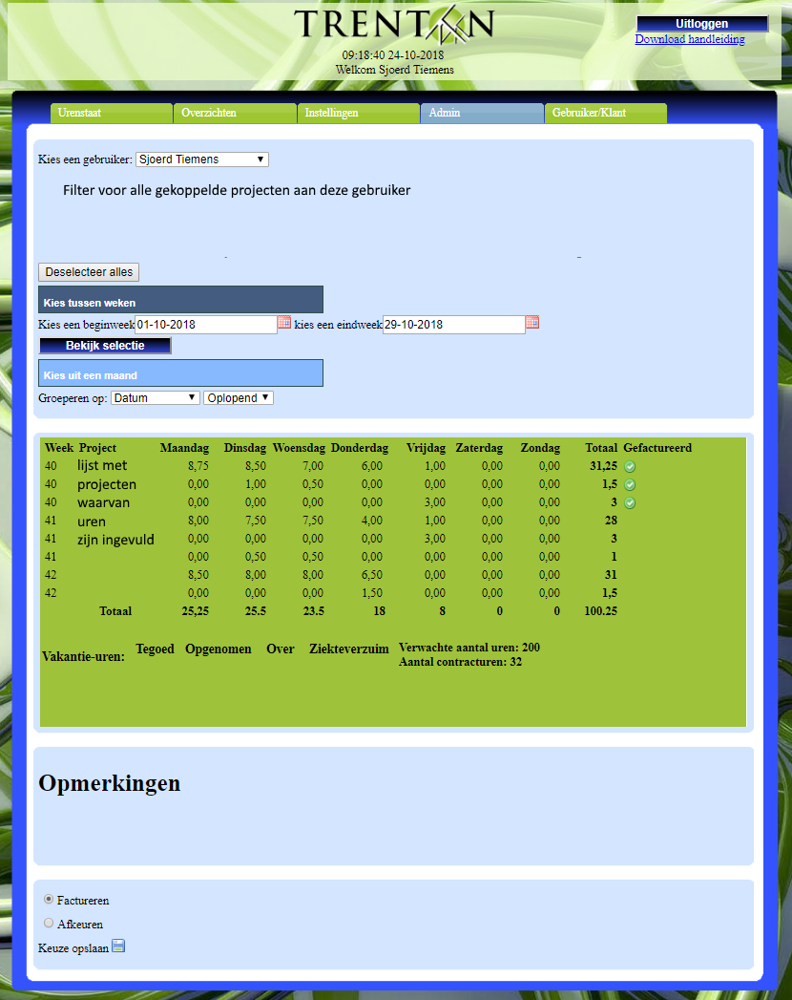 TRENTON
Uitloggen
Download handleiding
09:18:40 24-10-2018
Welkom Sjoerd Tiemens
Urenstaat Overzichten Instellingen Admin Gebruiker/Klant
Kies een gebruiker: Sjoerd Tiemens
Filter voor alle gekoppelde projecten aan deze gebruiker
Deselecteer alles
Kies tussen weken
Kies een beginweek 01-10-2018 kies een eindweek 29-10-2018
Bekijk selectie
Kies uit een maand
Groeperen op: Datum Oplopend
Week Project Maandag Dinsdag Woensdag Donderdag Vrijdag Zaterdag Zondag Totaal Gefactureerd
40 lijst met 8,75 8,50 7,00 6,00 1,00 0,00 0,00 31,25
40 projecten 0,00 1,00 0,50 0,00 0,00 0,00 0,00 1,5
40 waarvan 0,00 0,00 0,00 0,00 3,00 0,00 0,00 3
41 uren 8,00 7,50 7,50 4,00 1,00 0,00 0,00 28
41 zijn ingevuld 0,00 0,00 0,00 0,00 3,00 0,00 0,00 3
41 0,00 0,50 0,50 0,00 0,00 0,00 0,00 1
42 8,50 8,00 8,00 6,50 0,00 0,00 0,00 31
42 0,00 0,00 0,00 1,50 0,00 0,00 0,00 1,5
Totaal 25,25 25.5 23.5 18 8 0 0 100.25
Vakantie-uren: Tegoed Opgenomen Over Ziekteverzuim Verwachte aantal uren: 200
Aantal contracturen: 32
Opmerkingen
Factureren
Afkeuren
Keuze opslaan